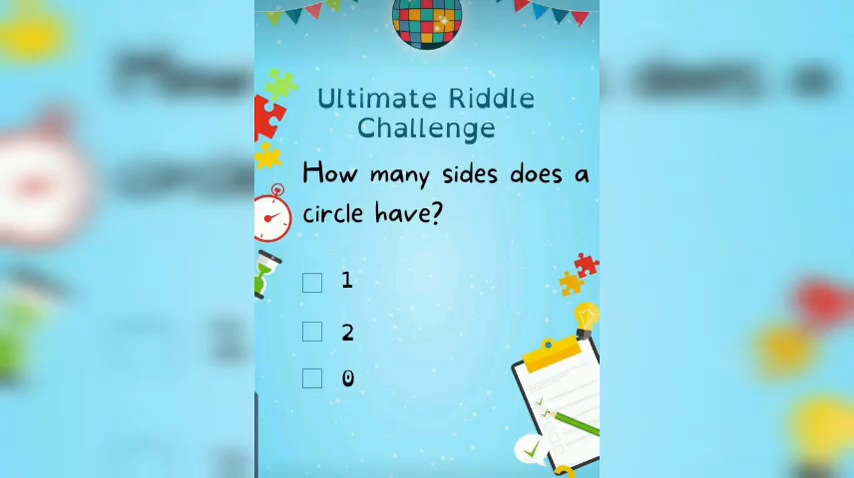 Ultimate Riddle
Challenge
How many sides does a
circle have?
1
2
0